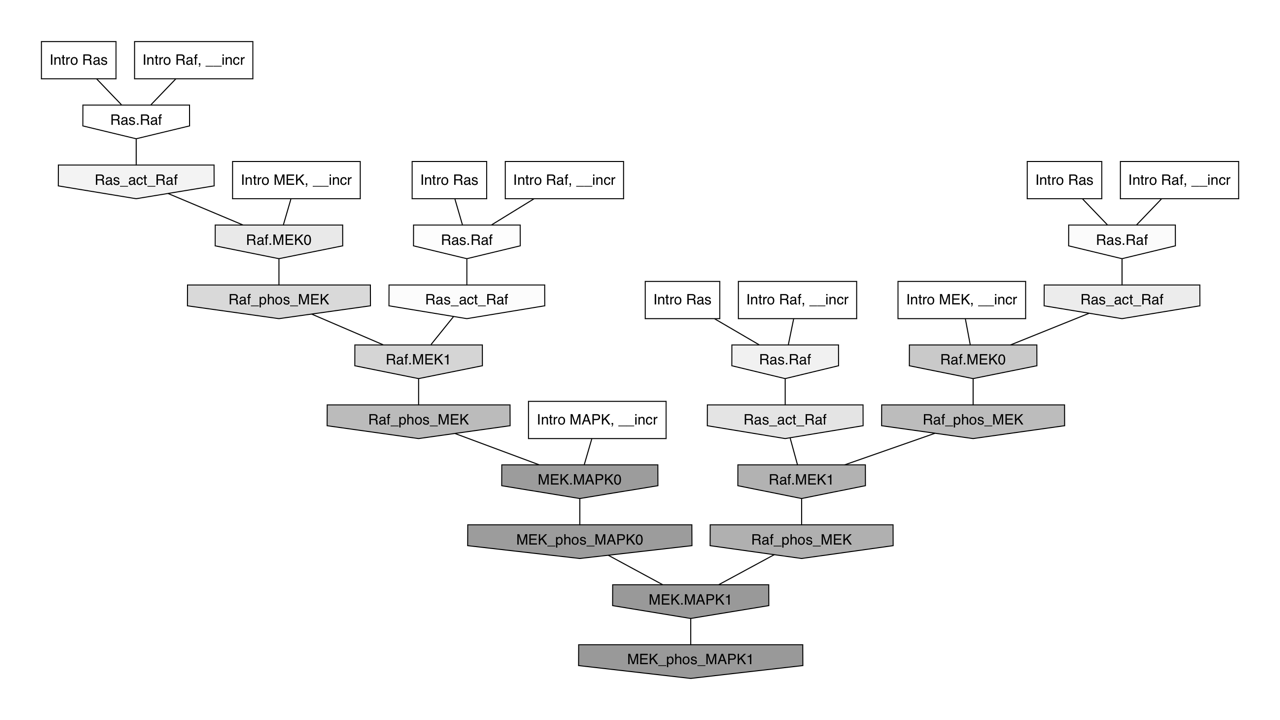 Intro Ras
Intro Raf, __incr
Ras.Raf
Ras_act_Raf
Intro MEK, __incr
Intro Ras
Intro Raf, __incr
Intro Ras
Intro Raf, __incr
Raf.MEK0
Ras.Raf
Ras.Raf
Raf_phos_MEK
Ras_act_Raf
Intro Ras
Intro Raf, __incr
Intro MEK, __incr
Ras_act_Raf
Raf.MEK1
Ras.Raf
Raf.MEK0
Raf_phos_MEK
Intro MAPK, __incr
Ras_act_Raf
Raf_phos_MEK
MEK.MAPK0
Raf.MEK1
MEK_phos_MAPK0
Raf_phos_MEK
MEK.MAPK1
MEK_phos_MAPK1